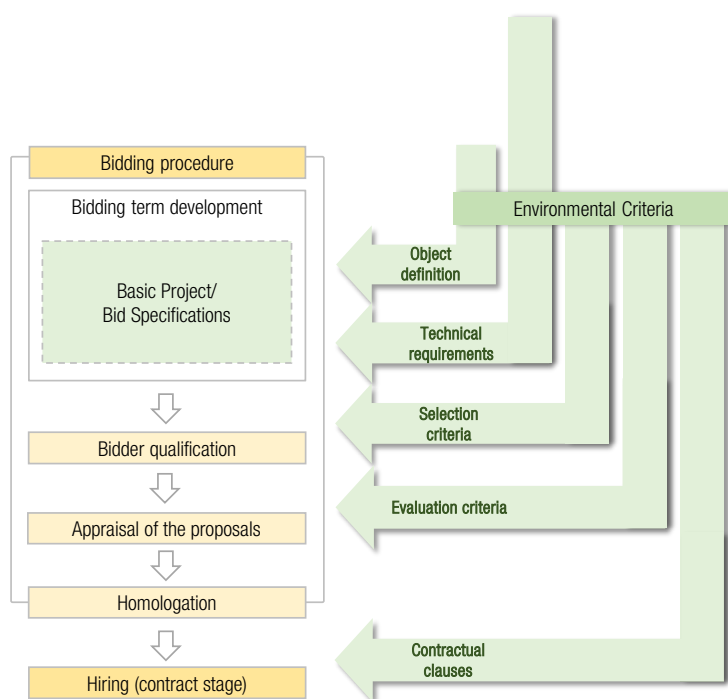 Bidding procedure
Bidding term development
Environmental Criteria
Basic Project/
Bid Specifications
Object
definition
Technical
requirements
Selection
criteria
Bidder qualification
Evaluation criteria
Appraisal of the proposals
Homologation
Contractual
clauses
Hiring (contract stage)